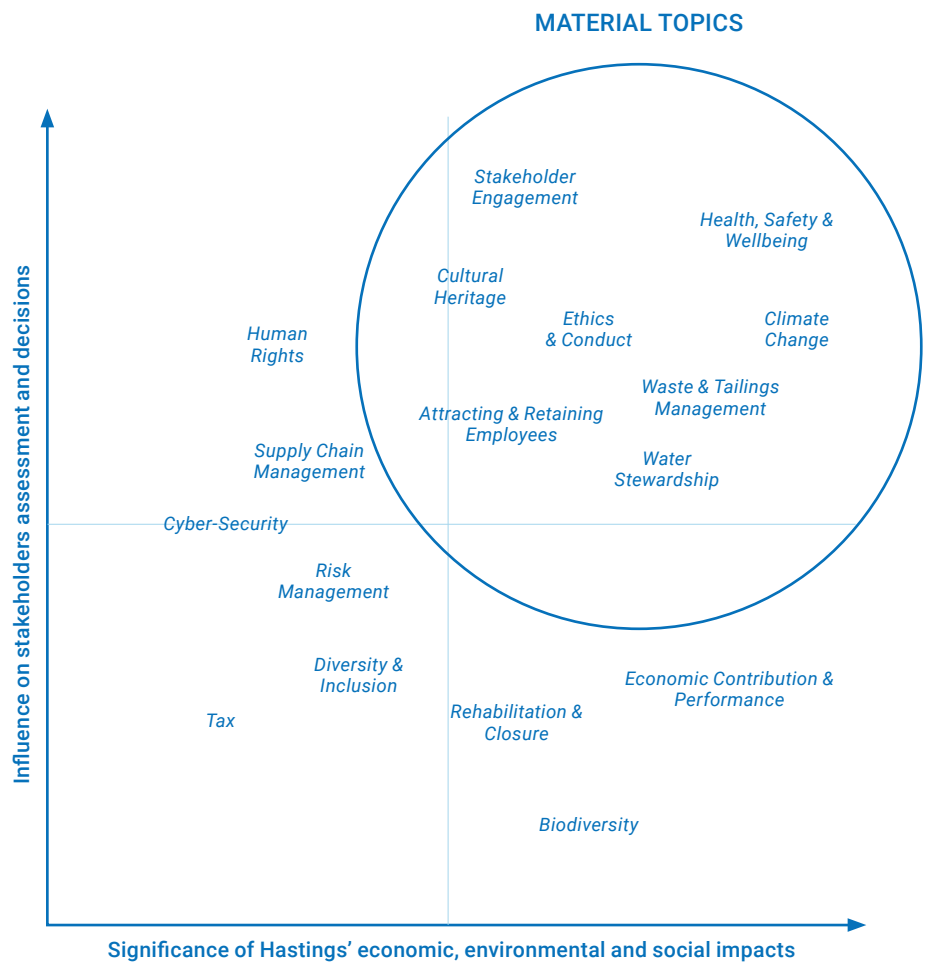 MATERIAL TOPICS
Stakeholder
Engagement
Health, Safety &
Wellbeing
Cultural
Heritage
Ethics
& Conduct
Climate
Change
Human
Rights
Waste & Tailings
Management
Attracting & Retaining
Employees
Supply Chain
Management
Water
Stewardship
Cyber-Security
Risk
Management
Diversity &
Inclusion
Economic Contribution &
Performance
Tax
Rehabilitation &
Closure
Biodiversity
Influence on stakeholders assessment and decisions
Significance of Hastings’ economic, environmental and social impacts